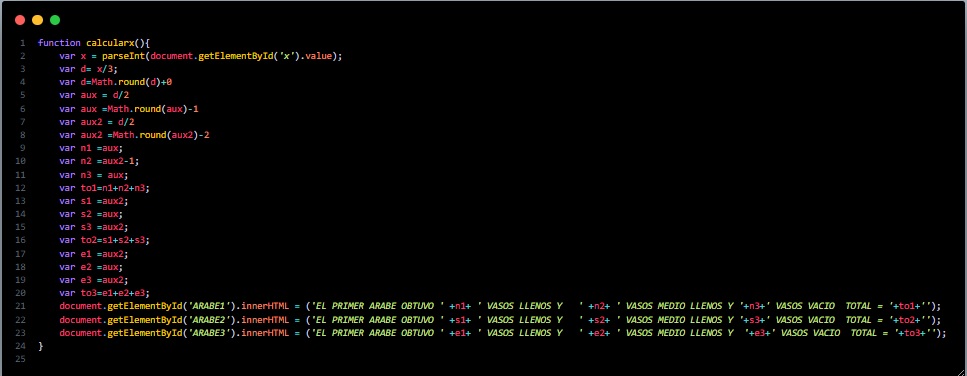 1 function calcularx(){
2 var x = parseInt(document.getElementById('x').value);
3 var d= x/3;
4 var d=Math.round(d)+0
5 var aux = d/2
6 var aux =Math.round(aux)-1
7 var aux2 = d/2
8 var aux2 =Math.round(aux2)-2
9 var n1 =aux;
10 var n2 =aux2-1;
11 var n3 = aux;
12 var to1=n1+n2+n3;
13 var s1 =aux2;
14 var s2 =aux;
15 var s3 =aux2;
16 var to2=s1+s2+s3;
17 var e1 =aux2;
18 var e2 =aux;
19 var e3 =aux2;
20 var to3=e1+e2+e3;
21 document.getElementById('ARABE1').innerHTML = ('EL PRIMER ARABE OBTUVO ' +n1+ ' VASOS LLENOS Y   ' +n2+ ' VASOS MEDIO LLENOS Y '+n3+' VASOS VACIO  TOTAL = '+to1+'');
22 document.getElementById('ARABE2').innerHTML = ('EL PRIMER ARABE OBTUVO ' +s1+ ' VASOS LLENOS Y   ' +s2+ ' VASOS MEDIO LLENOS Y '+s3+' VASOS VACIO  TOTAL = '+to2+'');
23 document.getElementById('ARABE3').innerHTML = ('EL PRIMER ARABE OBTUVO ' +e1+ ' VASOS LLENOS Y   ' +e2+ ' VASOS MEDIO LLENOS Y  '+e3+' VASOS VACIO  TOTAL = '+to3+'');
24 }
25